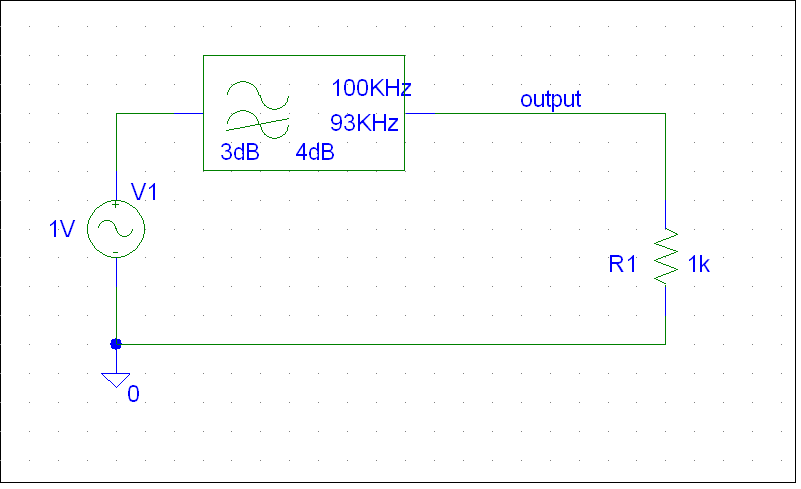 100KHz
output
93KHz
3dB 4dB
V1
+
1V
-
R1 1k
0